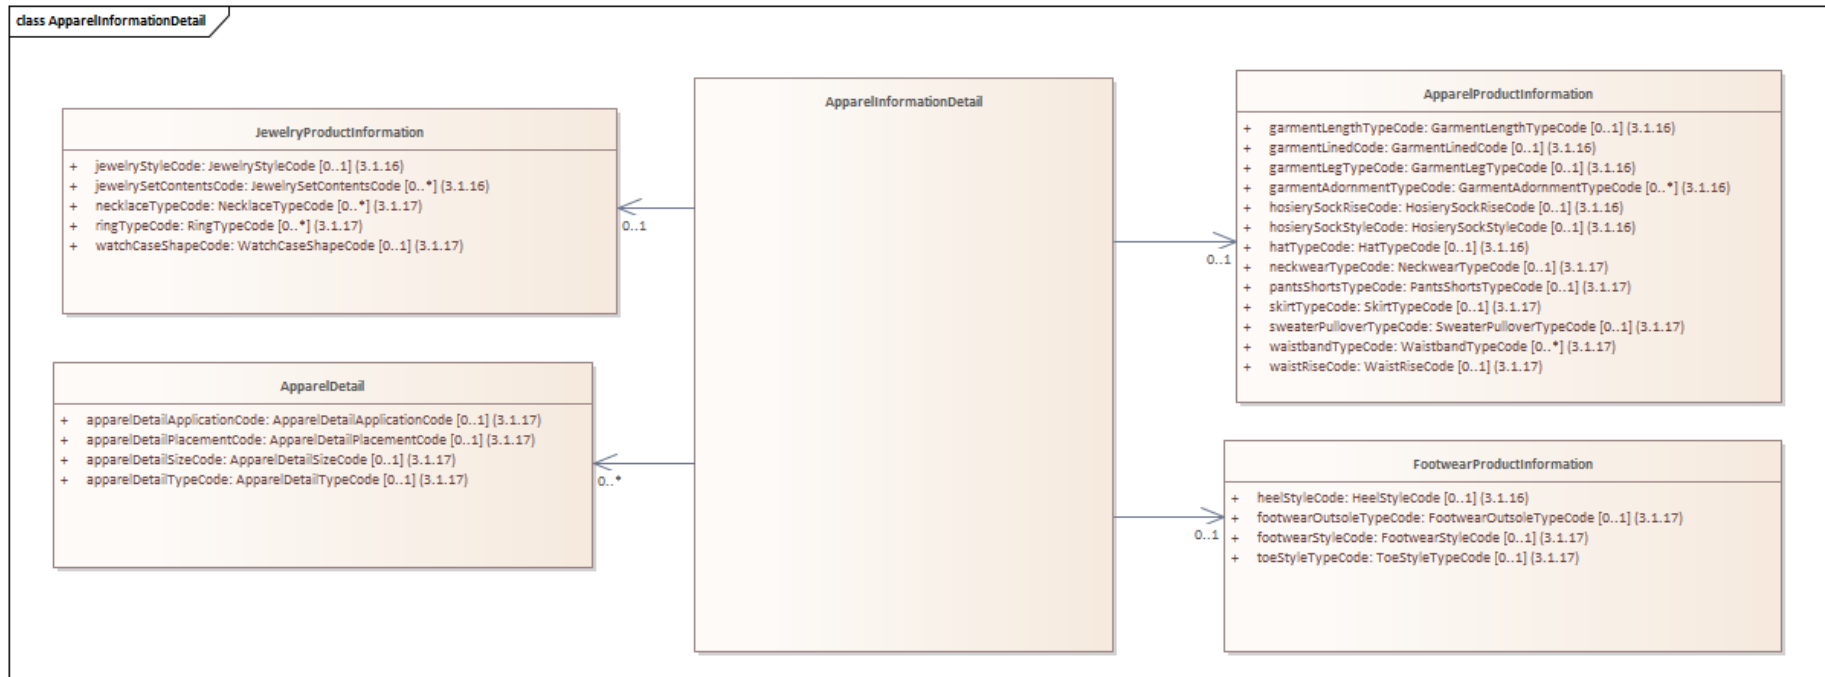 class ApparelInformationDetail
JewelryProductInformation
+ jewelryStyleCode: JewelryStyleCode [0..1] (3.1.16)
+ jewelrySetContentsCode: JewelrySetContentsCode [0..*] (3.1.16)
+ necklaceTypeCode: NecklaceTypeCode [0..*] (3.1.17)
+ ringTypeCode: RingTypeCode [0..*] (3.1.17)
+ watchCaseShapeCode: WatchCaseShapeCode [0..1] (3.1.17)
0..1
ApparelDetail
+ apparelDetailApplicationCode: ApparelDetailApplicationCode [0..1] (3.1.17)
+ apparelDetailPlacementCode: ApparelDetailPlacementCode [0..1] (3.1.17)
+ apparelDetailSizeCode: ApparelDetailSizeCode [0..1] (3.1.17)
+ apparelDetailTypeCode: ApparelDetailTypeCode [0..1] (3.1.17)
0..*
ApparelInformationDetail
ApparelProductInformation
+ garmentLengthTypeCode: GarmentLengthTypeCode [0..1] (3.1.16)
+ garmentLinedCode: GarmentLinedCode [0..1] (3.1.16)
+ garmentLegTypeCode: GarmentLegTypeCode [0..1] (3.1.16)
+ garmentAdornmentTypeCode: GarmentAdornmentTypeCode [0..*] (3.1.16)
+ hosierySockRiseCode: HosierySockRiseCode [0..1] (3.1.16)
+ hosierySockStyleCode: HosierySockStyleCode [0..1] (3.1.16)
+ hatTypeCode: HatTypeCode [0..1] (3.1.16)
+ neckwearTypeCode: NeckwearTypeCode [0..1] (3.1.17)
+ pantsShortsTypeCode: PantsShortsTypeCode [0..1] (3.1.17)
+ skirtTypeCode: SkirtTypeCode [0..1] (3.1.17)
+ sweaterPulloverTypeCode: SweaterPulloverTypeCode [0..1] (3.1.17)
+ waistbandTypeCode: WaistbandTypeCode [0..*] (3.1.17)
+ waistRiseCode: WaistRiseCode [0..1] (3.1.17)
0..1
FootwearProductInformation
+ heelStyleCode: HeelStyleCode [0..1] (3.1.16)
+ footwearOutsoleTypeCode: FootwearOutsoleTypeCode [0..1] (3.1.17)
+ footwearStyleCode: FootwearStyleCode [0..1] (3.1.17)
+ toeStyleTypeCode: ToeStyleTypeCode [0..1] (3.1.17)
0..1